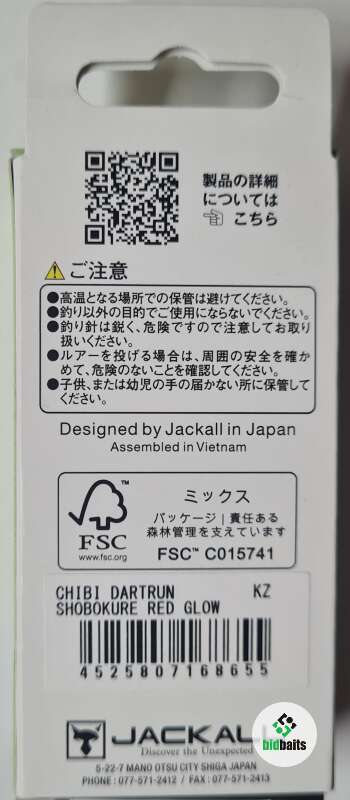 製品の詳細
については
☜ こちら
⚠ご注意
●高温となる場所での保管は避けてください。
●釣り以外の目的でご使用にならないでください。
●釣り針は鋭く、危険ですので注意してお取り
扱いください。
●ルアーを投げる場合は、周囲の安全を確か
めて、危険のないことを確認してください。
●子供、または幼児の手の届かない所に保管して
ください。
Designed by Jackall in Japan
Assembled in Vietnam
FSC
www.fsc.org
ミックス
パッケージ|責任ある
森林管理を支えています
FSC™ C015741
CHIBI DARTRUN KZ
SHOBOKURE RED GLOW
4525807168655
JACKALL
Discover the Unexpected
5-22-7 MANO OTSU CITY SHIGA JAPAN
PHONE : 077-571-2412 / FAX : 077-571-2413
bidbaits